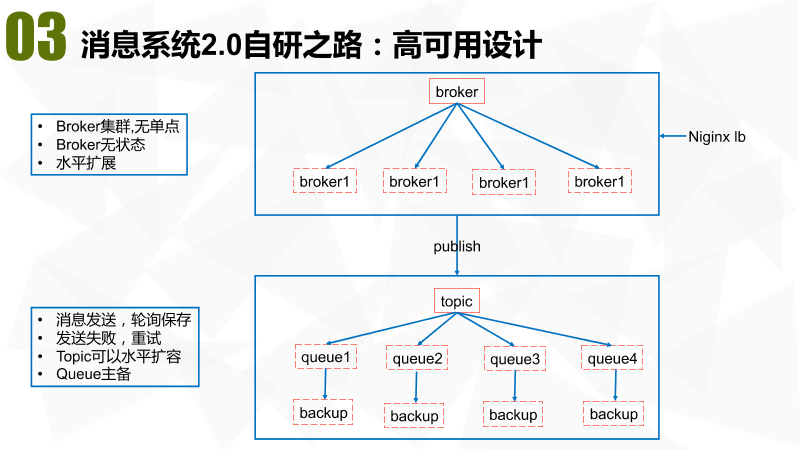 03 消息系统2.0自研之路：高可用设计
• Broker集群,无单点
• Broker无状态
• 水平扩展
broker
broker1 broker1 broker1 broker1
Niginx lb
publish
• 消息发送，轮询保存
• 发送失败，重试
• Topic可以水平扩容
• Queue主备
topic
queue1 queue2 queue3 queue4
backup backup backup backup